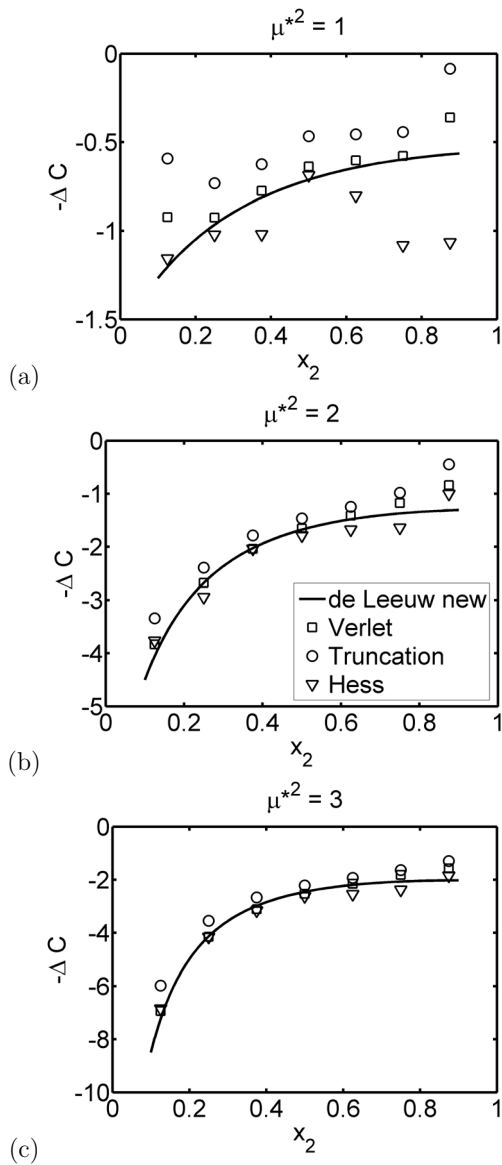 μ*2 = 1
0
-0.5
-1
-1.5
-Δ C
0 0.2 0.4 0.6 0.8 1
x2
(a)
μ*2 = 2
0
-1
-2
-3
-4
-5
-Δ C
de Leeuw new
Verlet
Truncation
Hess
0 0.2 0.4 0.6 0.8 1
x2
(b)
μ*2 = 3
0
-2
-4
-6
-8
-10
-Δ C
0 0.2 0.4 0.6 0.8 1
x2
(c)